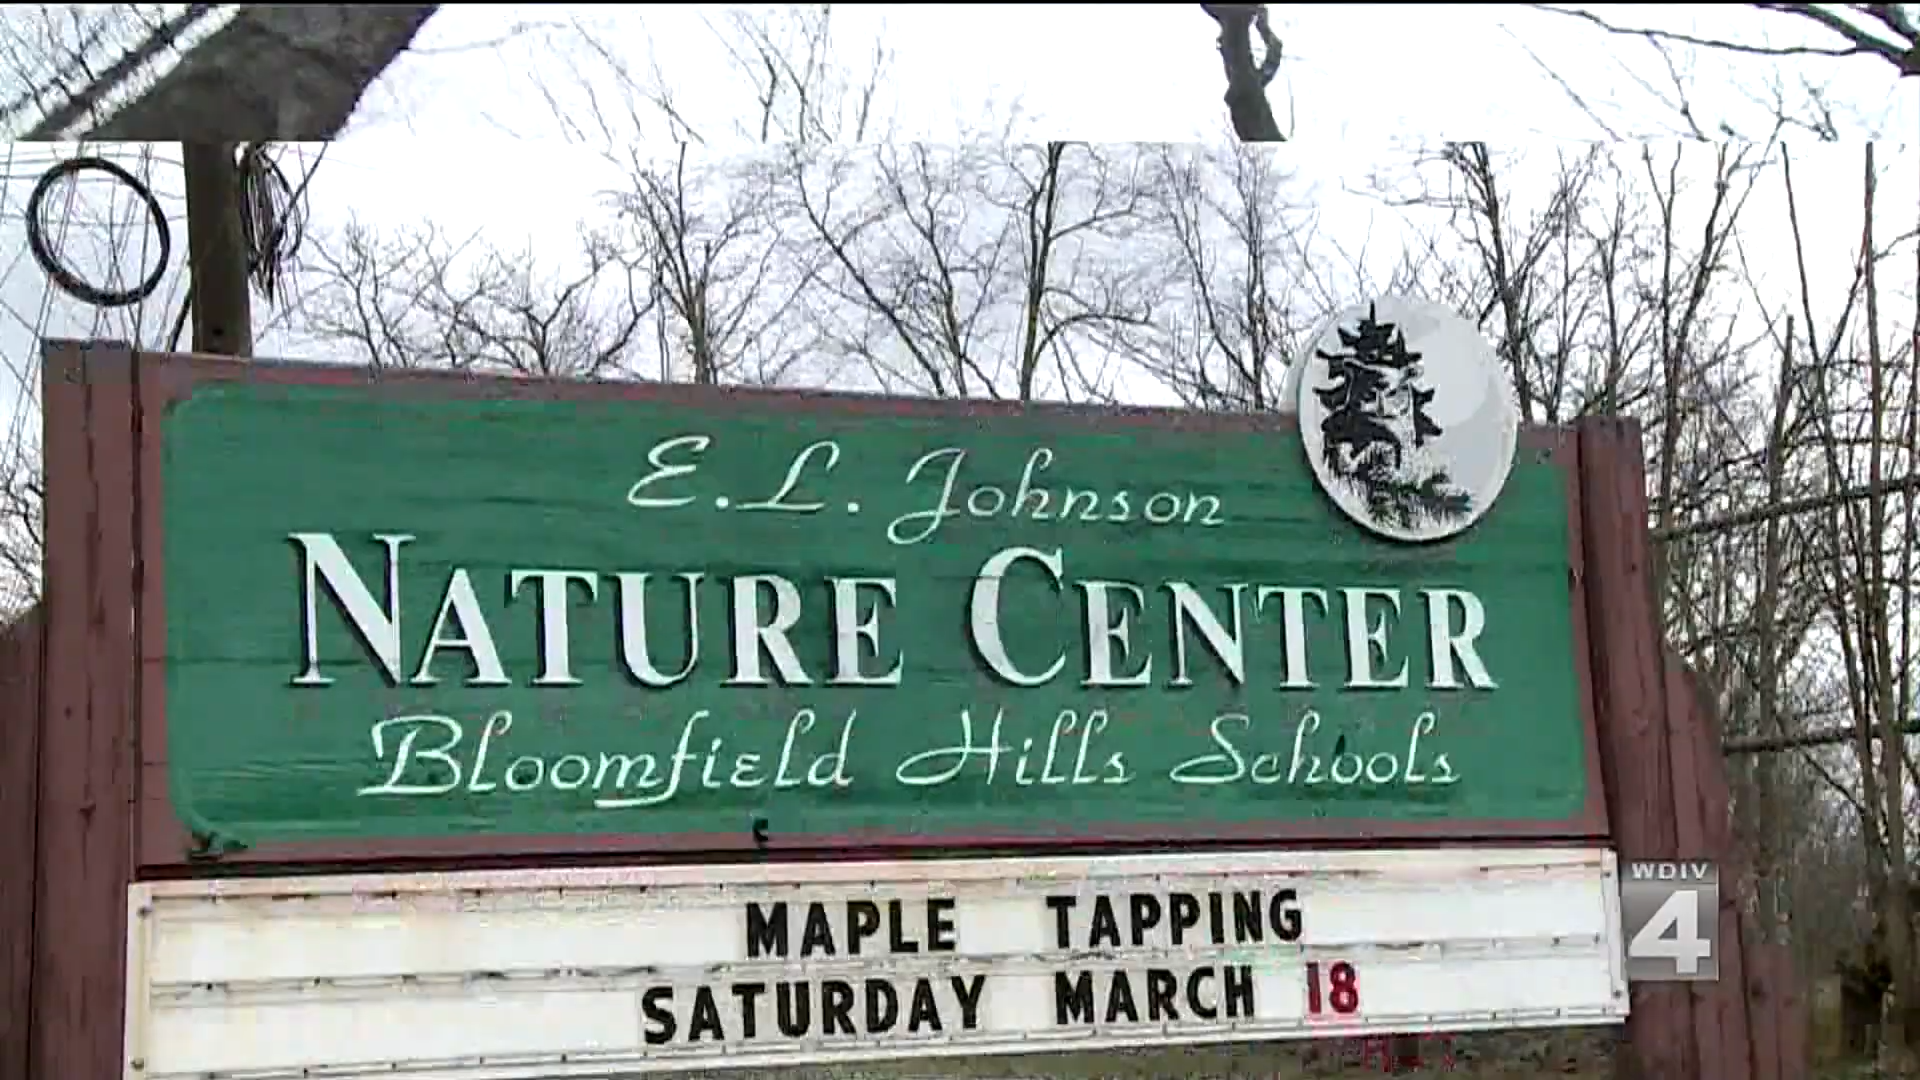 E. L. Johnson
NATURE CENTER
Bloomfield Hills Schools
MAPLE TAPPING
SATURDAY MARCH 18
WDIV
4